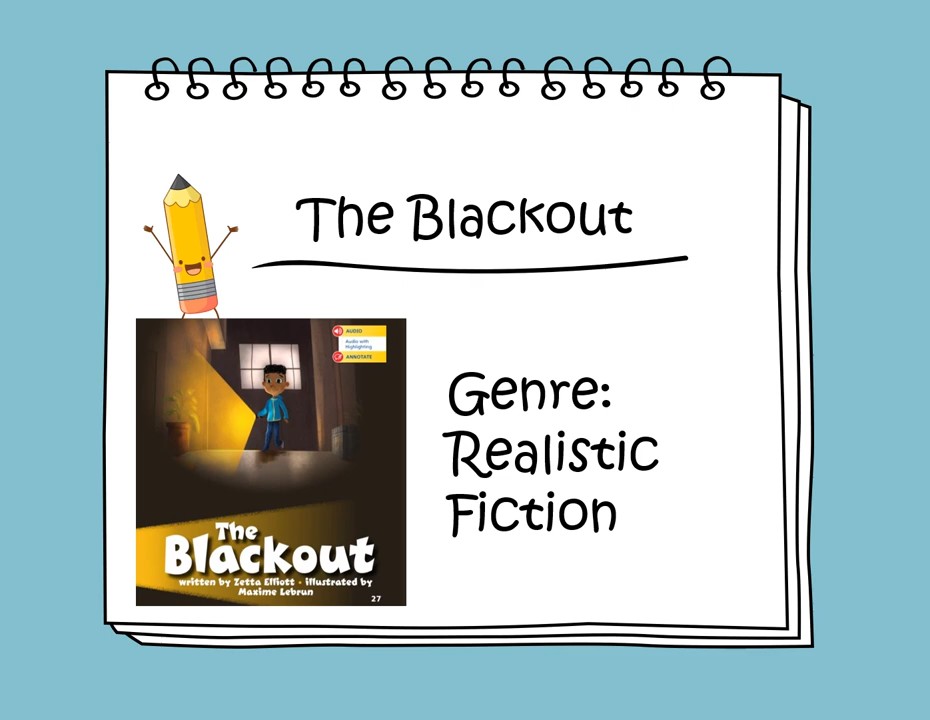 The Blackout
AUDIO
Audio with
Highlighting
ANNOTATE
The
Blackout
written by Zetta Elliott • illustrated by
Maxime Lebrun
27
Genre:
Realistic
Fiction